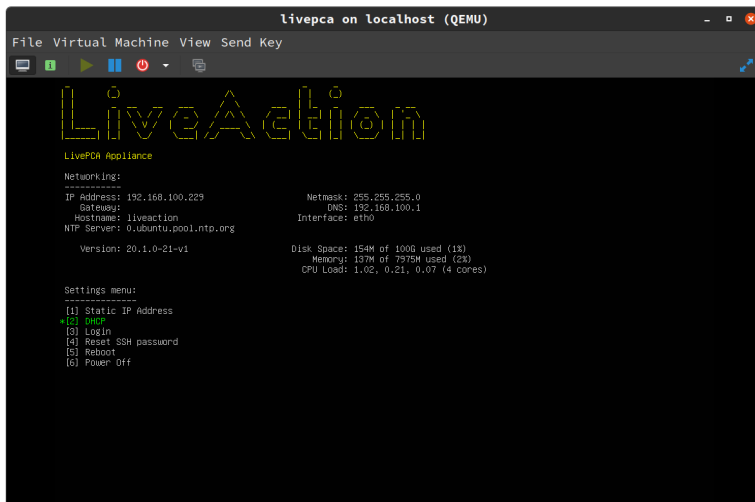 livepca on localhost (QEMU)
File Virtual Machine View Send Key
LiveAction
LivePCA Appliance
Networking:
-----------
IP Address: 192.168.100.229 Netmask: 255.255.255.0
Gateway: DNS: 192.168.100.1
Hostname: liveaction Interface: eth0
NTP Server: 0.ubuntu.pool.ntp.org
Version: 20.1.0-21-v1 Disk Space: 154M of 100G used (1%)
Memory: 137M of 7975M used (2%)
CPU Load: 1.02, 0.21, 0.07 (4 cores)
Settings menu:
--------------
[1] Static IP Address
*[2] DHCP
[3] Login
[4] Reset SSH password
[5] Reboot
[6] Power Off